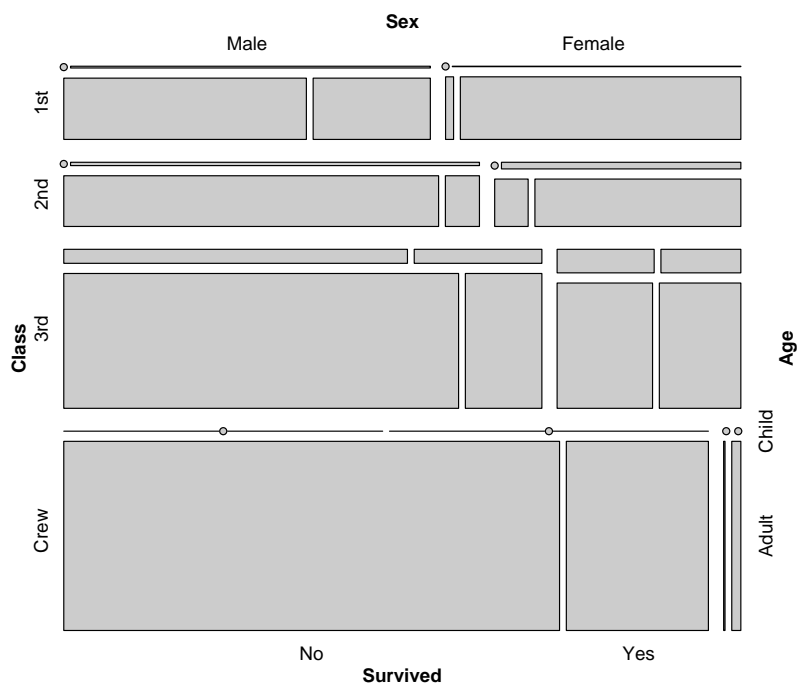 Sex
Male Female
1st
2nd
3rd
Crew
Class
Age
Child
Adult
No Yes
Survived